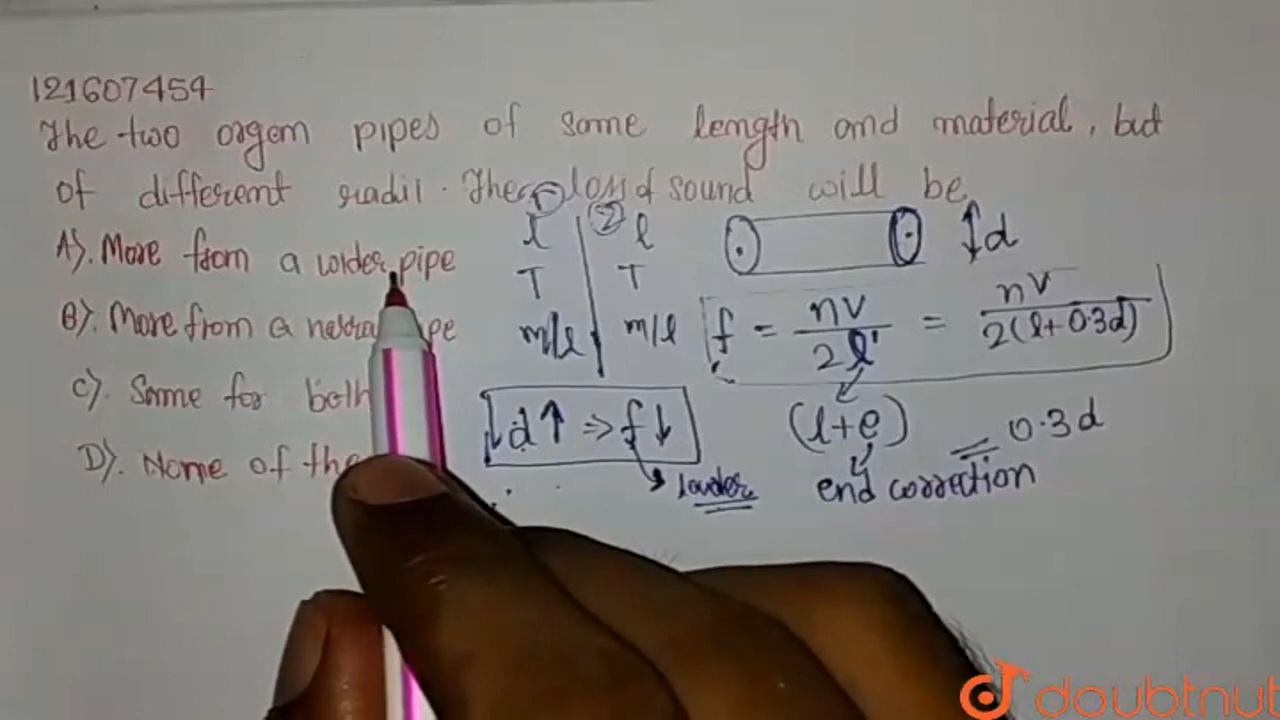 121607454
The two organ pipes of same length and material, but
of different radii. The loss of sound will be
① ②
A). More from a wider pipe
l l
T T
m/l m/l
d
f = nv / 2l' = nv / 2(l+0.3d)
B). More from a
C). Same for both
D). None of the
↓d↑ ⇒ f↓
louder
(l+e)
0.3d
end correction
doubtnut